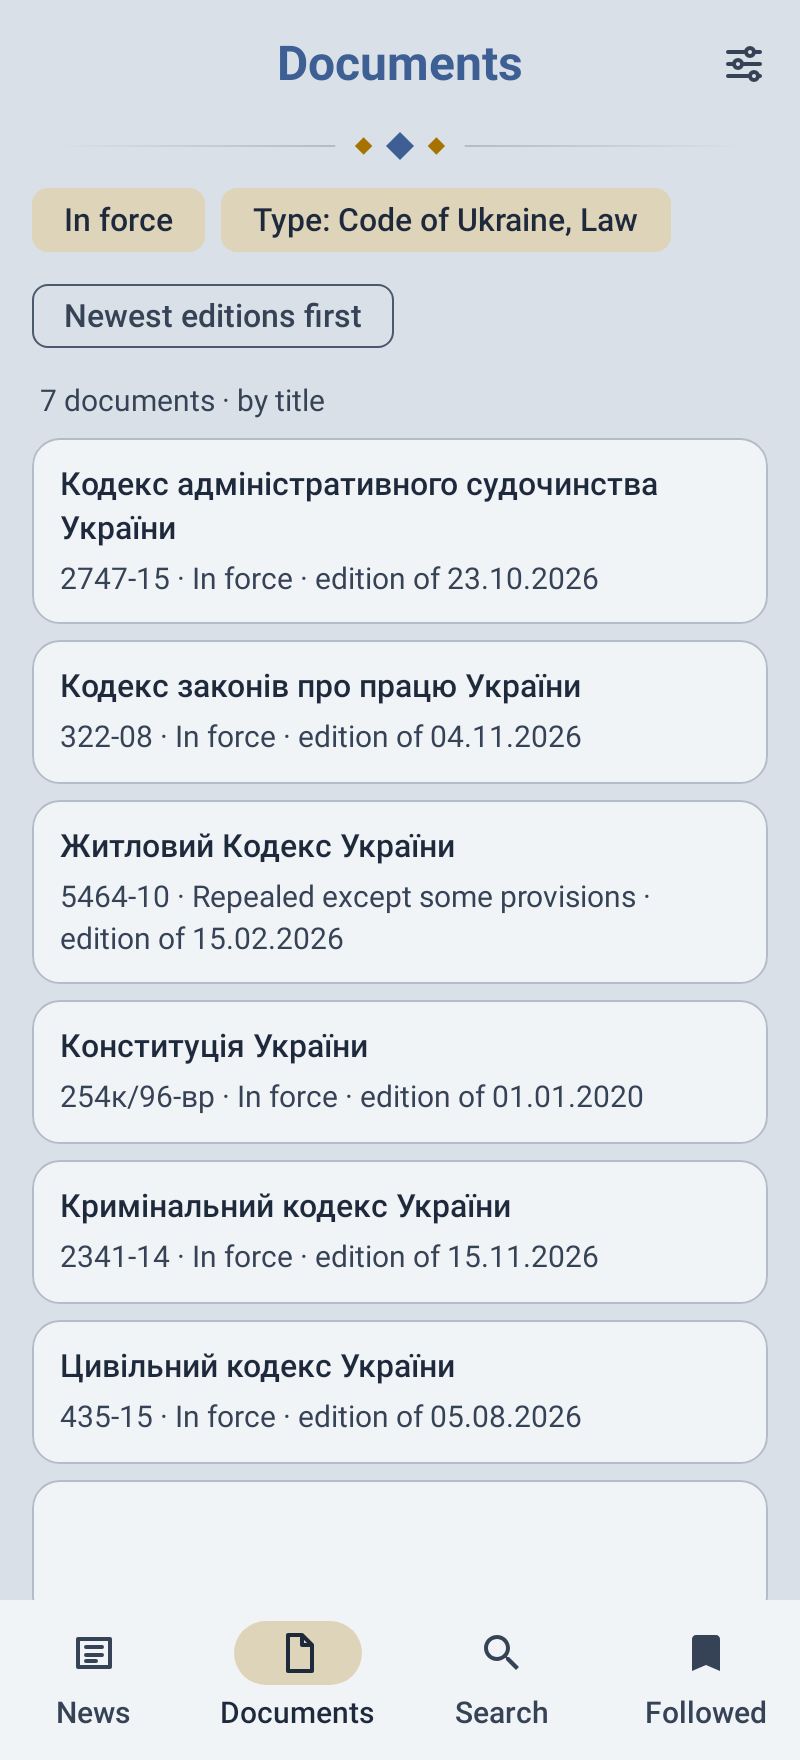 Documents
In force
Type: Code of Ukraine, Law
Newest editions first
7 documents · by title
Кодекс адміністративного судочинства
України
2747-15 · In force · edition of 23.10.2026
Кодекс законів про працю України
322-08 · In force · edition of 04.11.2026
Житловий Кодекс України
5464-10 · Repealed except some provisions ·
edition of 15.02.2026
Конституція України
254к/96-вр · In force · edition of 01.01.2020
Кримінальний кодекс України
2341-14 · In force · edition of 15.11.2026
Цивільний кодекс України
435-15 · In force · edition of 05.08.2026
News
Documents
Search
Followed